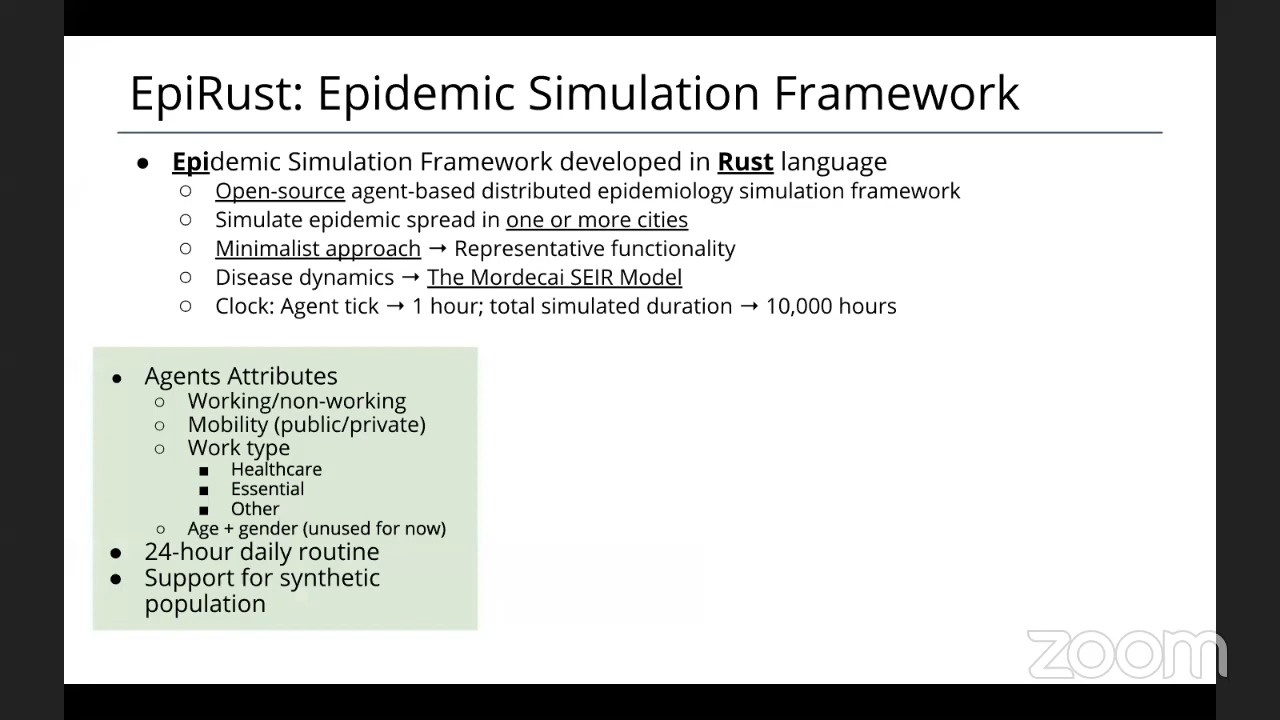 EpiRust: Epidemic Simulation Framework
● Epidemic Simulation Framework developed in Rust language
○ Open-source agent-based distributed epidemiology simulation framework
○ Simulate epidemic spread in one or more cities
○ Minimalist approach → Representative functionality
○ Disease dynamics → The Mordecai SEIR Model
○ Clock: Agent tick → 1 hour; total simulated duration → 10,000 hours
● Agents Attributes
○ Working/non-working
○ Mobility (public/private)
○ Work type
■ Healthcare
■ Essential
■ Other
○ Age + gender (unused for now)
● 24-hour daily routine
● Support for synthetic
population
zoom